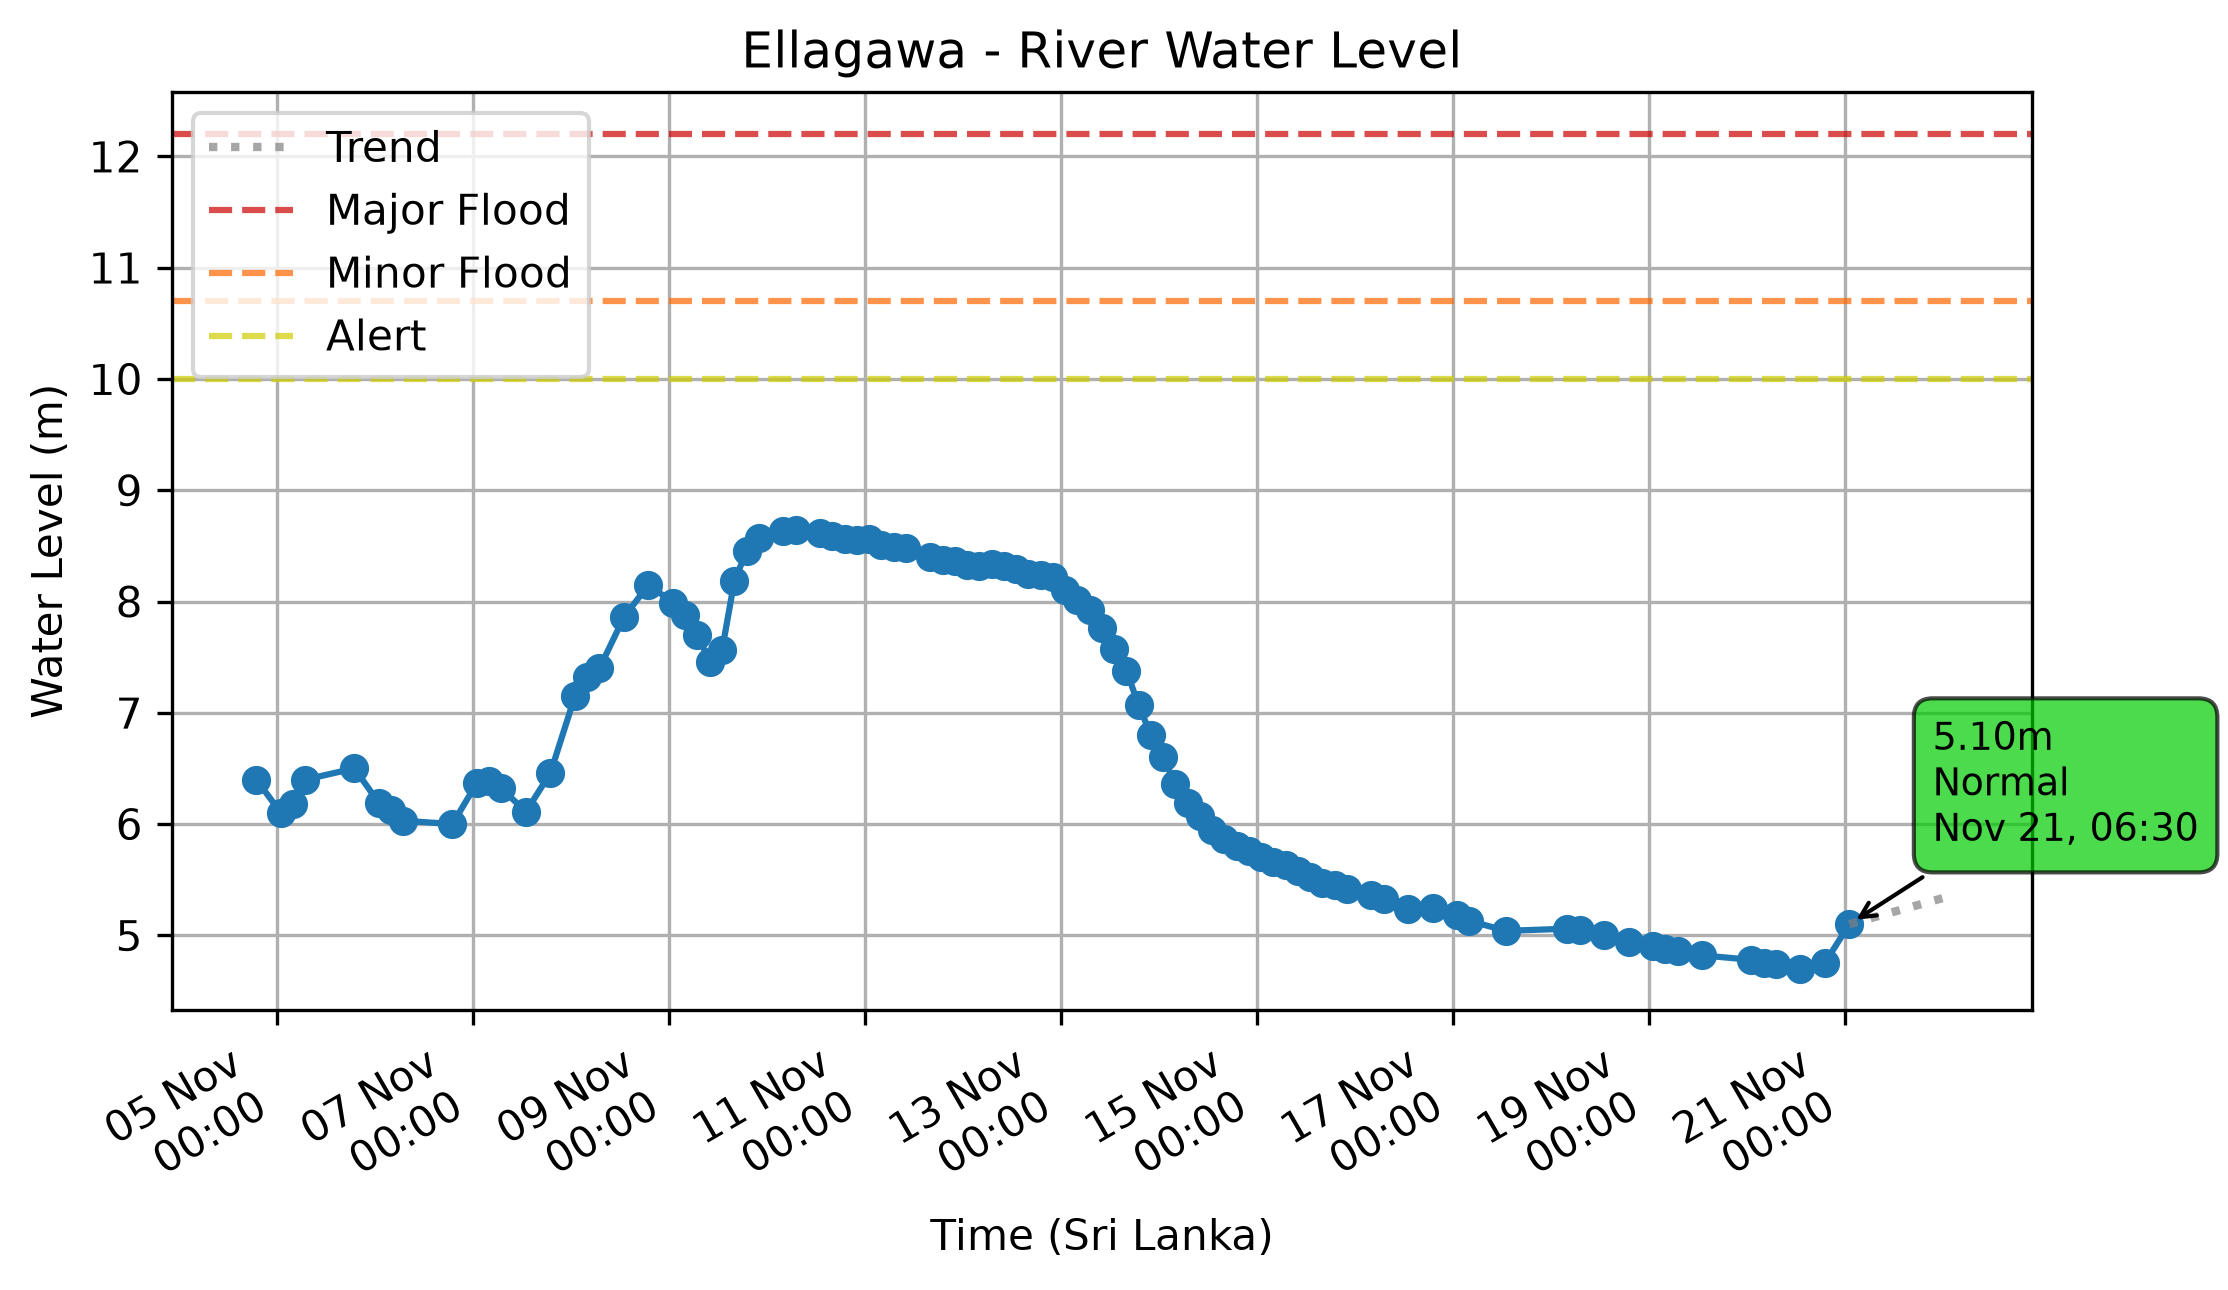 Ellagawa - River Water Level
Trend
Major Flood
Minor Flood
Alert
12
11
10
9
8
7
6
5
Water Level (m)
5.10m
Normal
Nov 21, 06:30
05 Nov
00:00
07 Nov
00:00
09 Nov
00:00
11 Nov
00:00
13 Nov
00:00
15 Nov
00:00
17 Nov
00:00
19 Nov
00:00
21 Nov
00:00
Time (Sri Lanka)